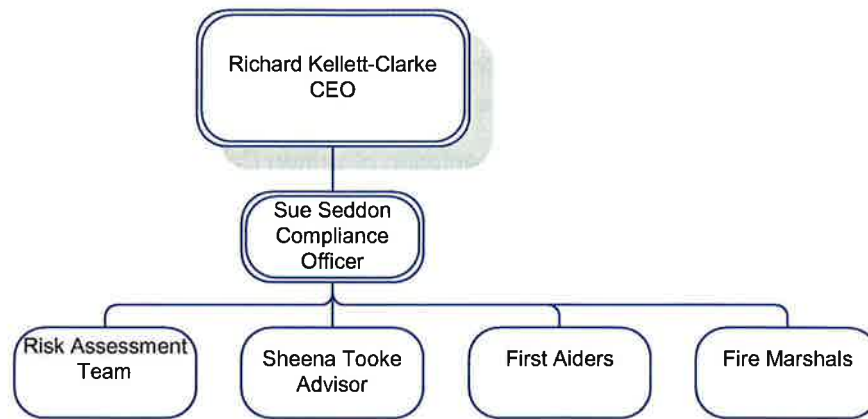 Richard Kellett-Clarke
CEO
Sue Seddon
Compliance
Officer
Risk Assessment
Team
Sheena Tooke
Advisor
First Aiders
Fire Marshals